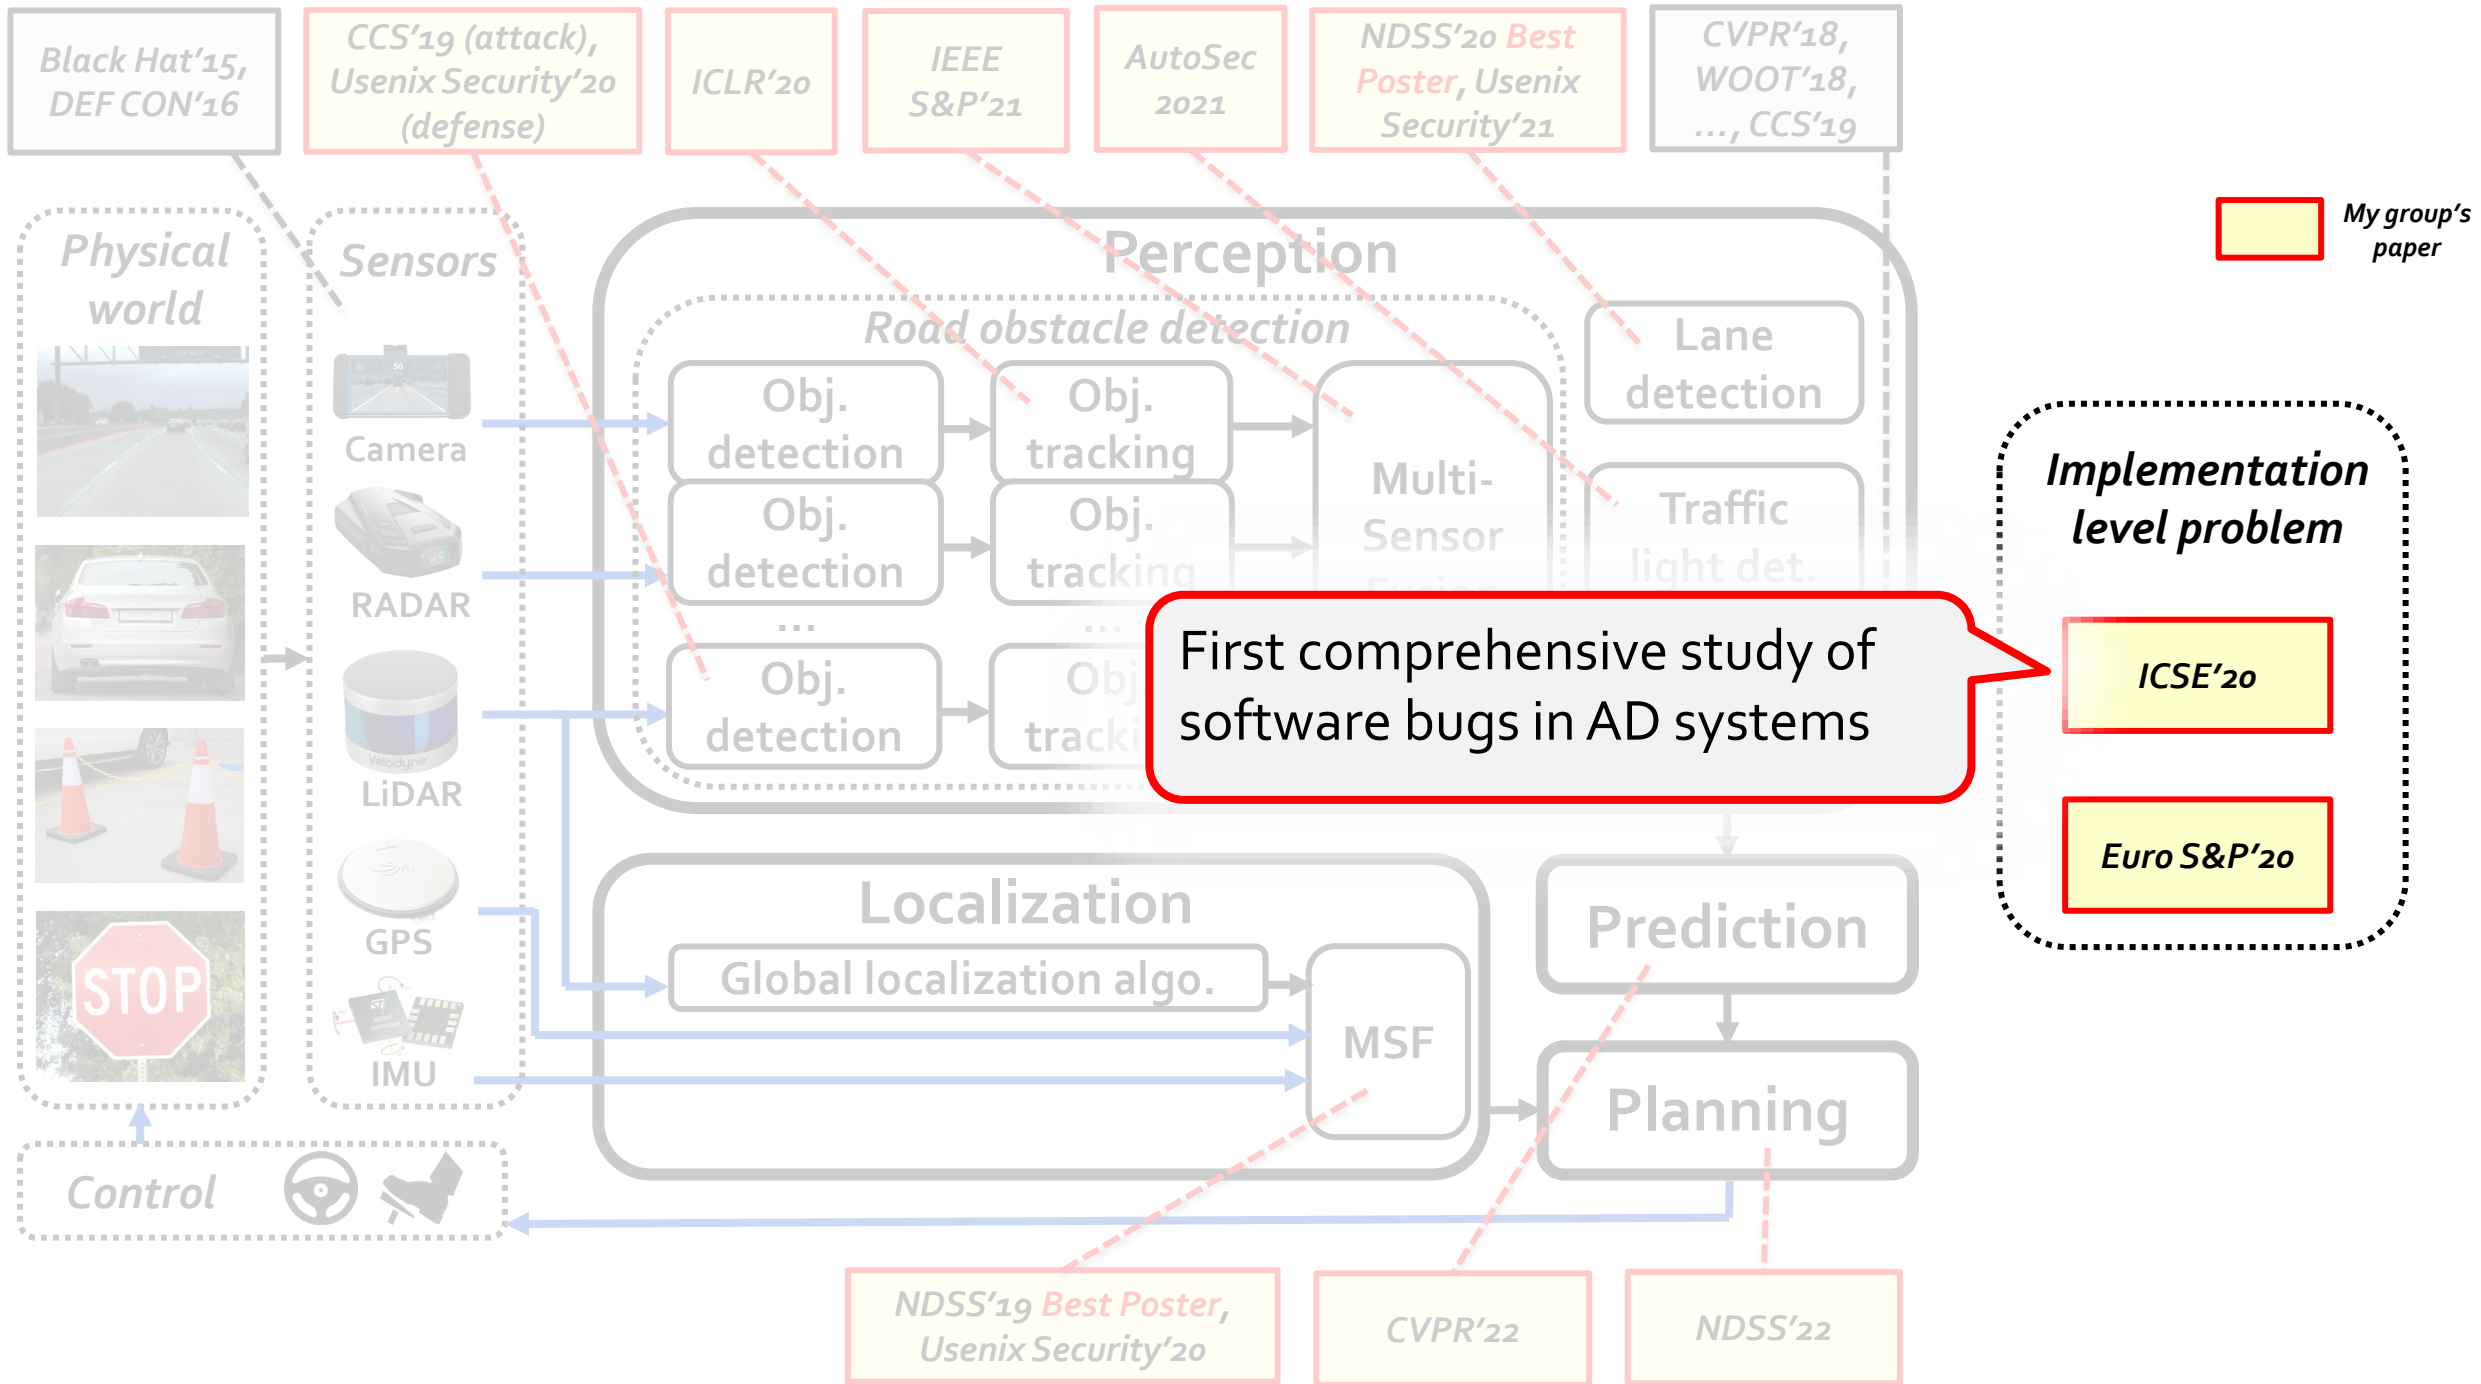 Black Hat'15,
DEF CON'16
CCS'19 (attack),
Usenix Security'20
(defense)
ICLR'20
IEEE
S&P'21
AutoSec
2021
NDSS'20 Best
Poster, Usenix
Security'21
CVPR'18,
WOOT'18,
..., CCS'19
My group's
paper
Physical
world
STOP
Sensors
56
Camera
RADAR
Velodyne
LiDAR
GPS
IMU
Control
Perception
Road obstacle detection
Obj.
detection
Obj.
tracking
Obj.
detection
Obj.
tracking
...
...
Obj.
detection
Obj.
Multi-
Sensor
Fusion
Lane
detection
Traffic
light det.
First comprehensive study of
software bugs in AD systems
Implementation
level problem
ICSE'20
Euro S&P'20
Localization
Global localization algo.
MSF
Prediction
Planning
NDSS'19 Best Poster,
Usenix Security'20
CVPR'22
NDSS'22